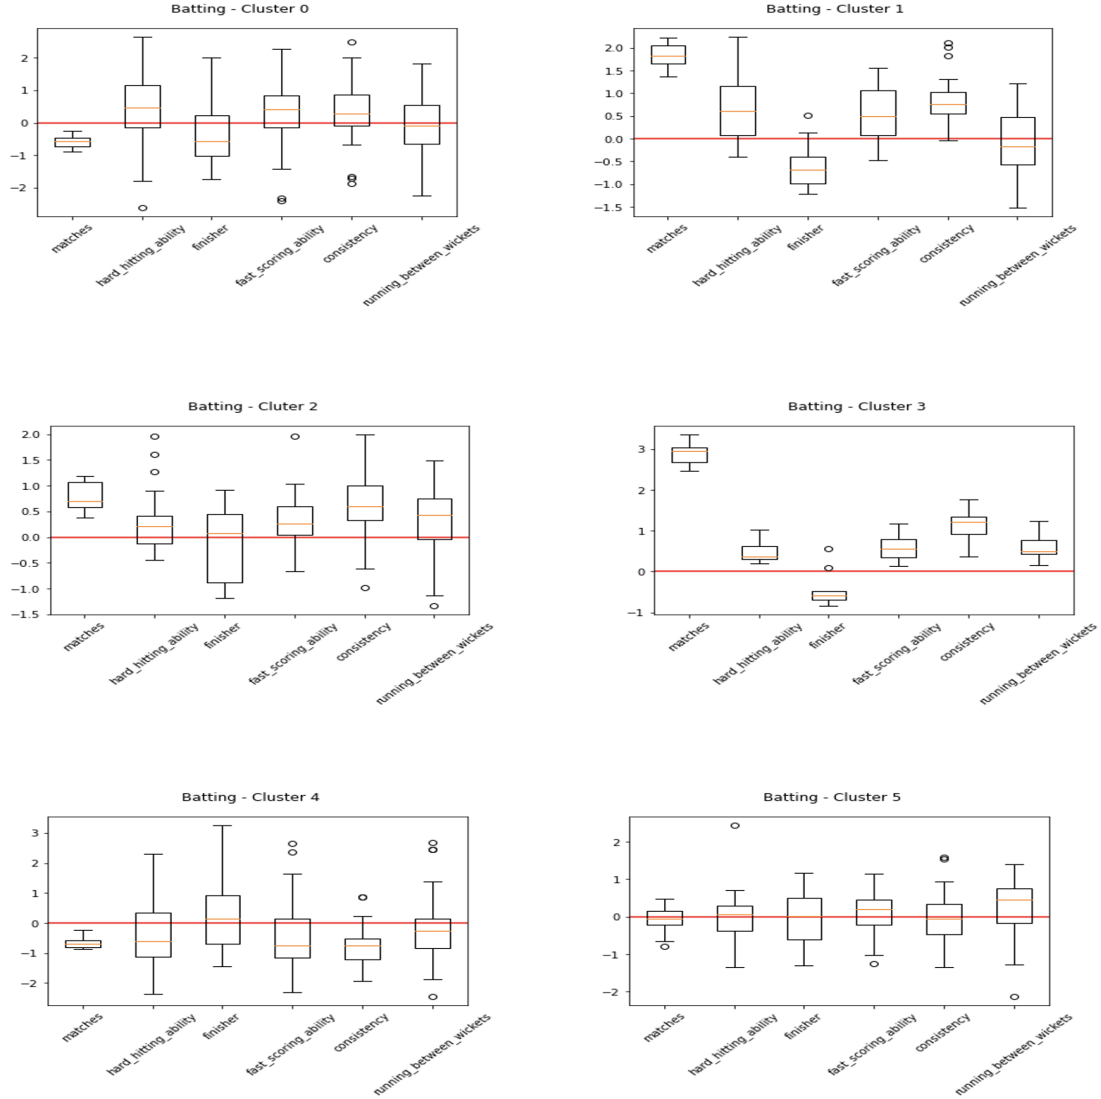 Batting - Cluster 0
2
1
0
−1
−2
matches
hard_hitting_ability
finisher
fast_scoring_ability
consistency
running_between_wickets
Batting - Cluster 1
2.0
1.5
1.0
0.5
0.0
−0.5
−1.0
−1.5
matches
hard_hitting_ability
finisher
fast_scoring_ability
consistency
running_between_wickets
Batting - Cluter 2
2.0
1.5
1.0
0.5
0.0
−0.5
−1.0
−1.5
matches
hard_hitting_ability
finisher
fast_scoring_ability
consistency
running_between_wickets
Batting - Cluster 3
3
2
1
0
−1
matches
hard_hitting_ability
finisher
fast_scoring_ability
consistency
running_between_wickets
Batting - Cluster 4
3
2
1
0
−1
−2
matches
hard_hitting_ability
finisher
fast_scoring_ability
consistency
running_between_wickets
Batting - Cluster 5
2
1
0
−1
−2
matches
hard_hitting_ability
finisher
fast_scoring_ability
consistency
running_between_wickets